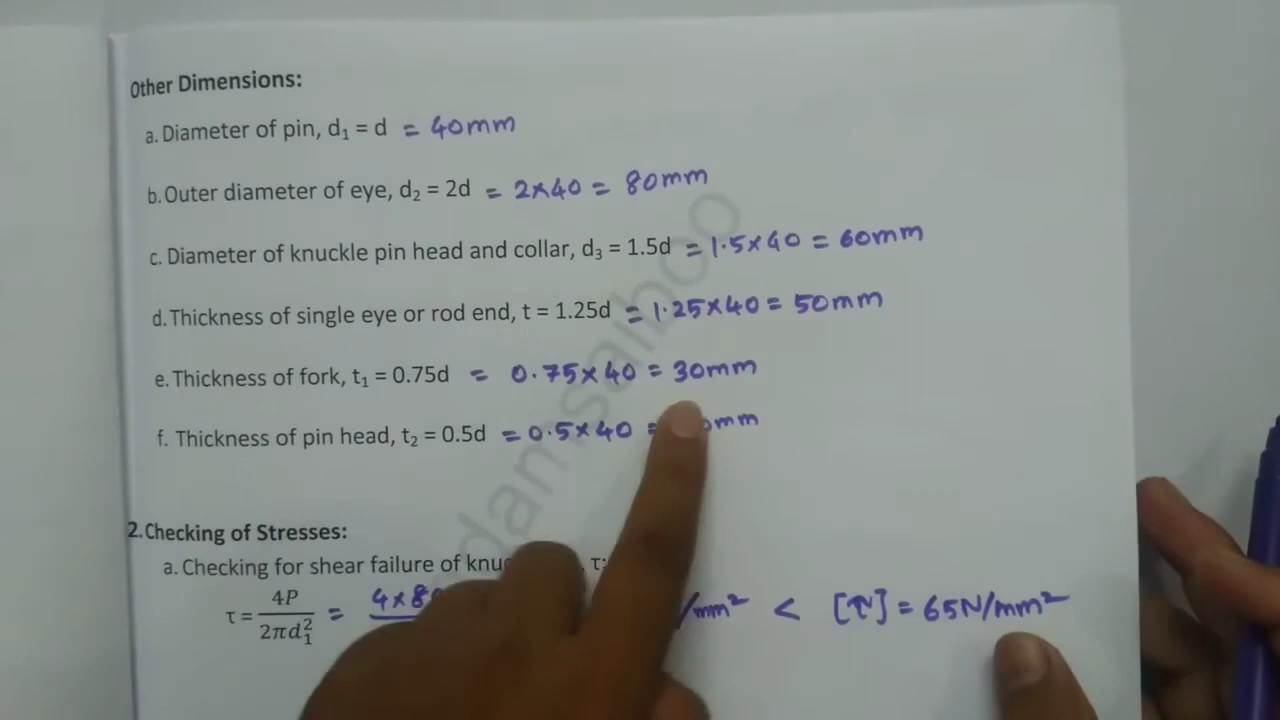 Other Dimensions:
a. Diameter of pin, d₁ = d = 40mm
b. Outer diameter of eye, d₂ = 2d = 2×40 = 80mm
c. Diameter of knuckle pin head and collar, d₃ = 1.5d = 1.5×40 = 60mm
d. Thickness of single eye or rod end, t = 1.25d = 1.25×40 = 50mm
e. Thickness of fork, t₁ = 0.75d = 0.75×40 = 30mm
f. Thickness of pin head, t₂ = 0.5d = 0.5×40 = mm
2. Checking of Stresses:
a. Checking for shear failure of τ:
τ = 4P / 2πd₁² = 4×8 /mm² < [τ] = 65N/mm²